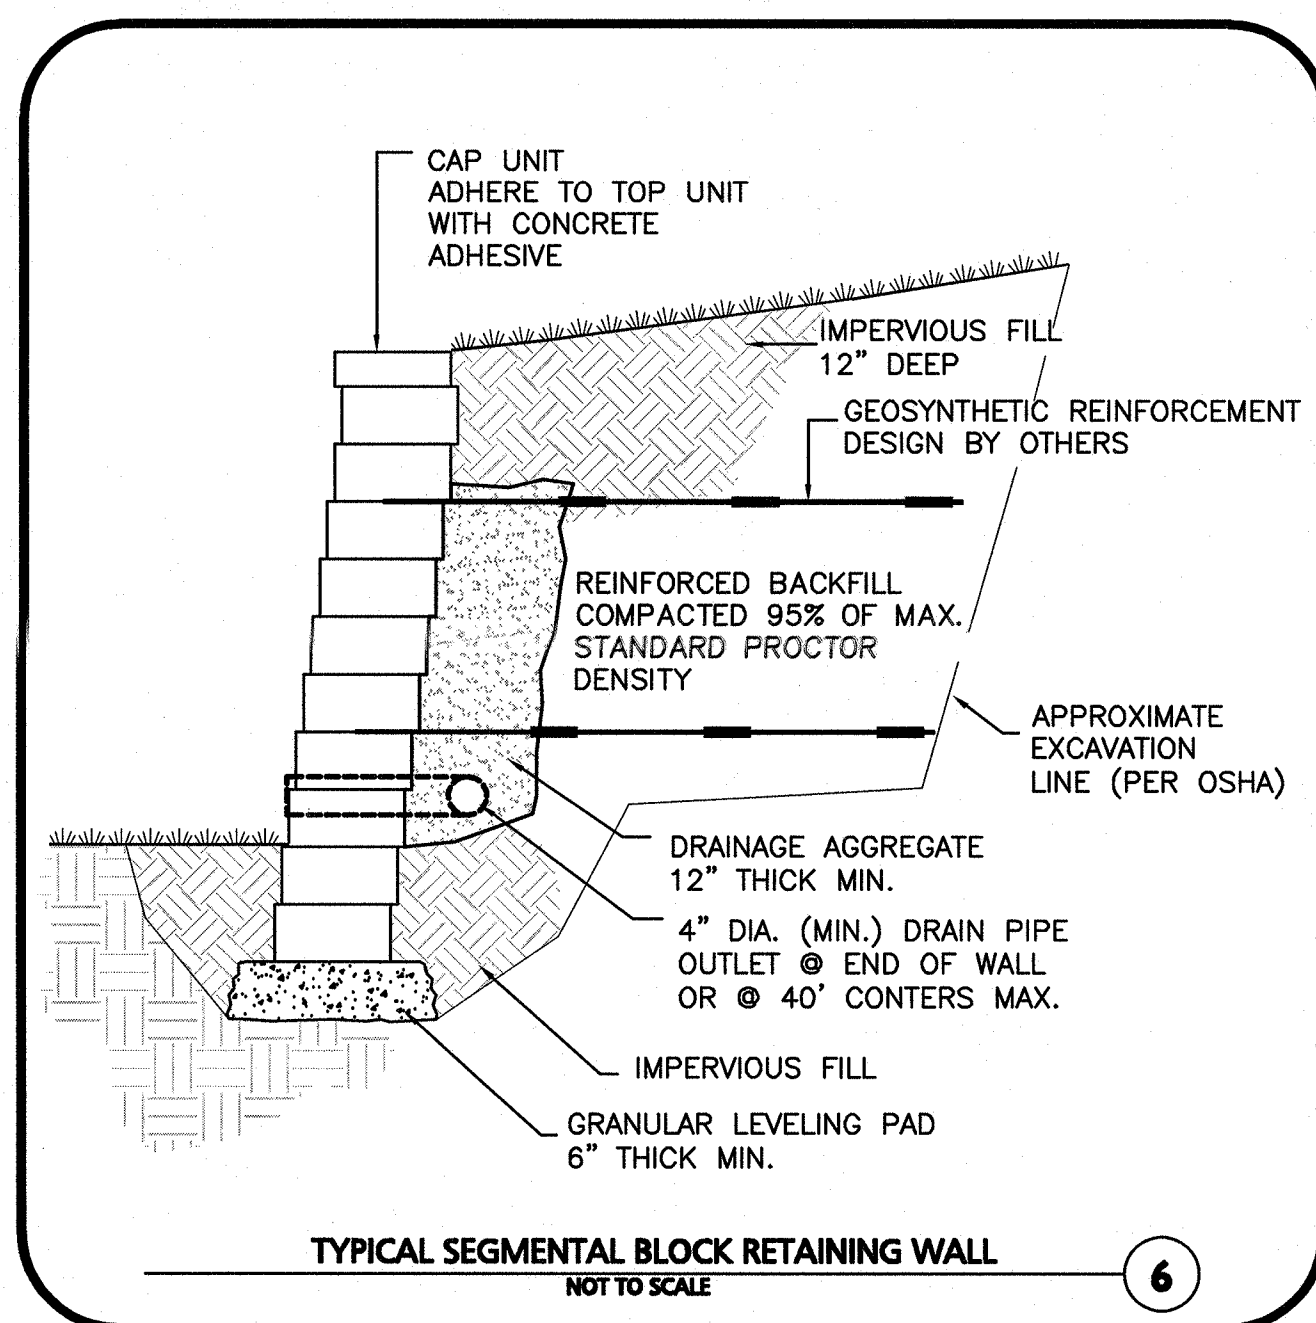 CAP UNIT
ADHERE TO TOP UNIT
WITH CONCRETE
ADHESIVE
IMPERVIOUS FILL
12" DEEP
GEOSYNTHETIC REINFORCEMENT
DESIGN BY OTHERS
REINFORCED BACKFILL
COMPACTED 95% OF MAX.
STANDARD PROCTOR
DENSITY
APPROXIMATE
EXCAVATION
LINE (PER OSHA)
DRAINAGE AGGREGATE
12" THICK MIN.
4" DIA. (MIN.) DRAIN PIPE
OUTLET @ END OF WALL
OR @ 40' CONTERS MAX.
IMPERVIOUS FILL
GRANULAR LEVELING PAD
6" THICK MIN.
TYPICAL SEGMENTAL BLOCK RETAINING WALL
NOT TO SCALE
6